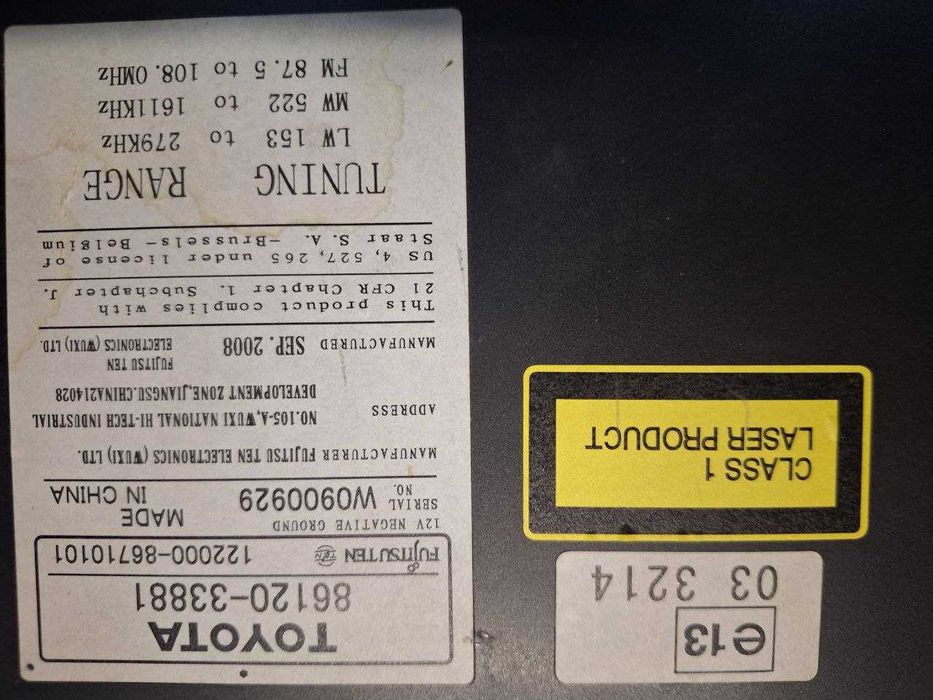 TOYOTA
86120-33881
FUJITSU TEN TEN 122000-86710101
12V NEGATIVE GROUND
SERIAL NO. W0900929 MADE IN CHINA
MANUFACTURER FUJITSU TEN ELECTRONICS (WUXI) LTD.
ADDRESS NO.105-A,WUXI NATIONAL HI-TECH INDUSTRIAL
DEVELOPMENT ZONE,JIANGSU.CHINA214028
MANUFACTURED SEP. 2008 FUJITSU TEN
ELECTRONICS (WUXI) LTD.
This product complies with
21 CFR Chapter 1. Subchapter J.
US 4,527,265 under license of
Staar S.A. -Brussels- Belgium
TUNING RANGE
LW 153 to 279KHz
MW 522 to 1611KHz
FM 87.5 to 108.0MHz
e13
03 3214
CLASS 1
LASER PRODUCT